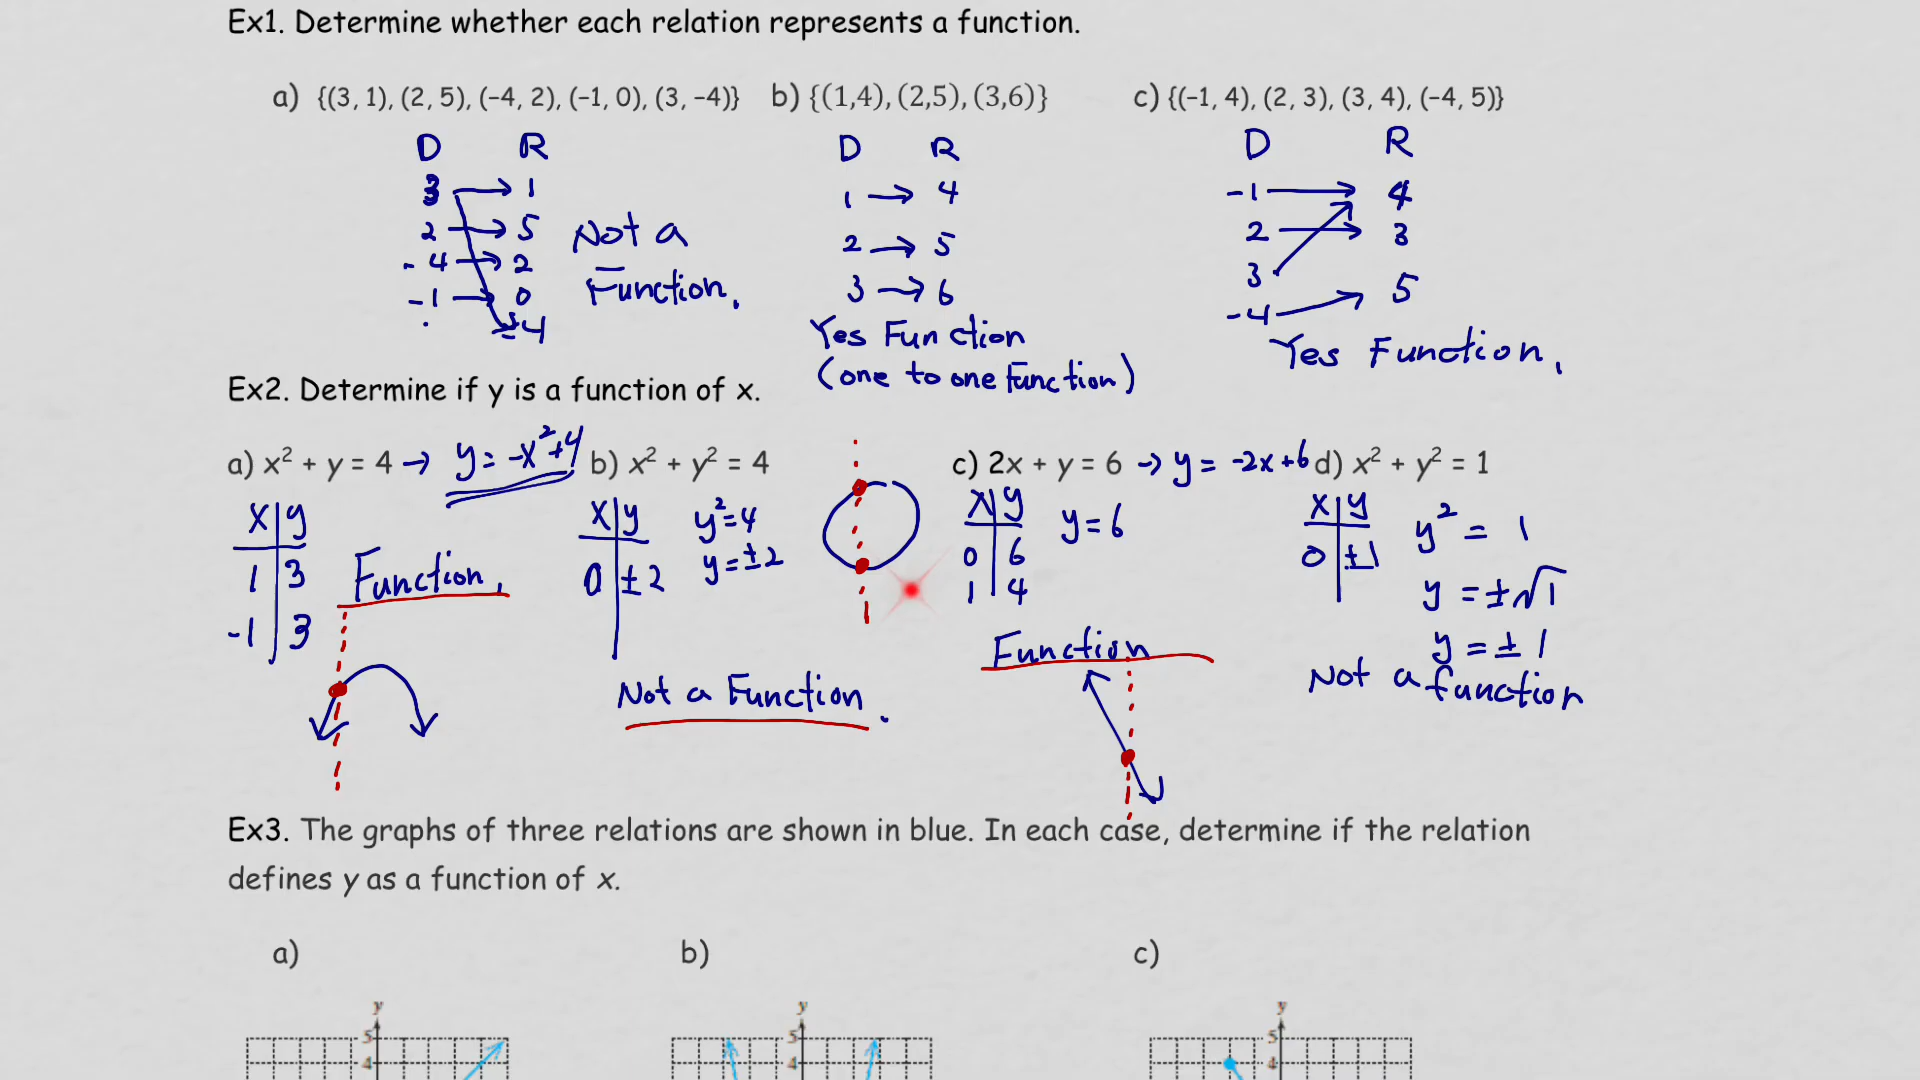 Ex1. Determine whether each relation represents a function.
a) {(3, 1), (2, 5), (−4, 2), (−1, 0), (3, −4)}
D R
3 → 1
2 → 5
-4 → 2
-1 → 0
-4
Not a
Function.
b) {(1,4), (2,5), (3,6)}
D R
1 → 4
2 → 5
3 → 6
Yes Function
(one to one function)
c) {(−1, 4), (2, 3), (3, 4), (−4, 5)}
D R
-1 → 4
2 → 3
3
-4 → 5
Yes Function.
Ex2. Determine if y is a function of x.
a) x² + y = 4 → y = -x²+4
x | y
1 | 3
-1 | 3
Function.
b) x² + y² = 4
x | y
0 | ±2
y²=4
y=±2
Not a Function.
c) 2x + y = 6 → y = -2x+6
x | y
0 | 6
1 | 4
y=6
Function
d) x² + y² = 1
x | y
0 | ±1
y² = 1
y = ±√1
y = ± 1
Not a function
Ex3. The graphs of three relations are shown in blue. In each case, determine if the relation
defines y as a function of x.
a) b) c)
y y y
5 5 5
4 4 4